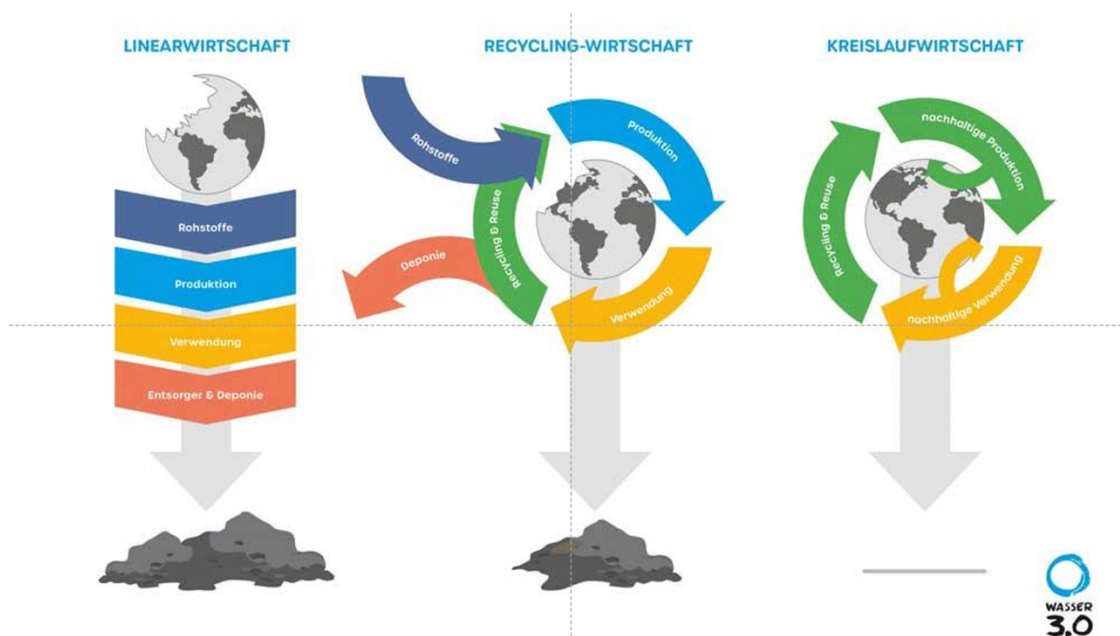 LINEARWIRTSCHAFT
Rohstoffe
Produktion
Verwendung
Entsorger & Deponie
RECYCLING-WIRTSCHAFT
Rohstoffe
Produktion
Verwendung
Recycling & Reuse
Deponie
KREISLAUFWIRTSCHAFT
nachhaltige Produktion
nachhaltige Verwendung
Recycling & Reuse
WASSER
3.0